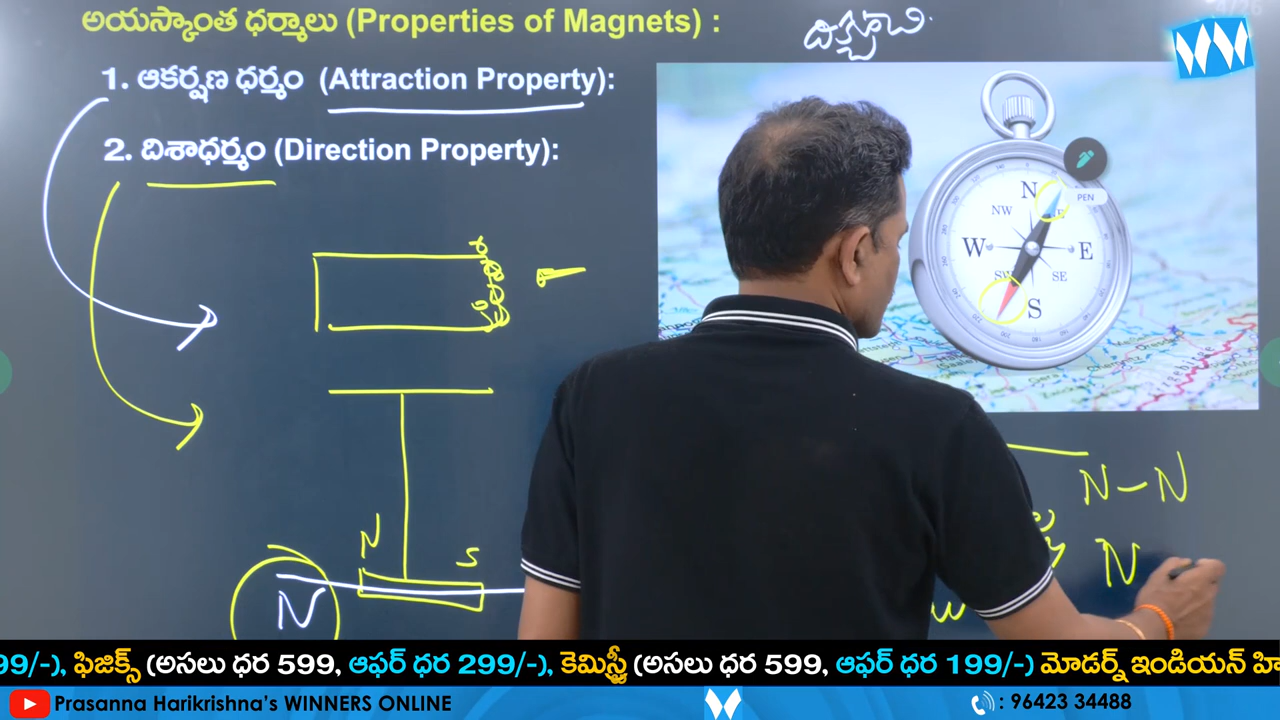 అయస్కాంత ధర్మాలు (Properties of Magnets) :
దిక్సూచి
1. ఆకర్షణ ధర్మం (Attraction Property):
2. దిశాధర్మం (Direction Property):
PEN
N
NW
W
E
SW
SE
S
N – N
N
N
S
N
99/-), ఫిజిక్స్ (అసలు ధర 599, ఆఫర్ ధర 299/-), కెమిస్ట్రీ (అసలు ధర 599, ఆఫర్ ధర 199/-) మోడర్న్ ఇండియన్ హి
Prasanna Harikrishna's WINNERS ONLINE
: 96423 34488